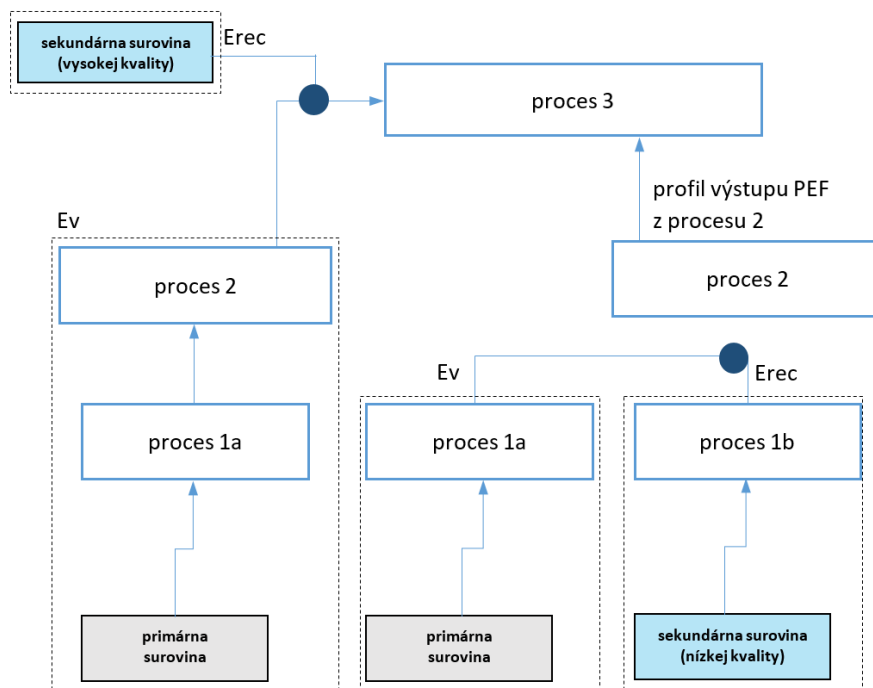 sekundárna surovina
(vysokej kvality)
Erec
proces 3
profil výstupu PEF
z procesu 2
Ev
proces 2
proces 2
Ev
Erec
proces 1a
proces 1a
proces 1b
primárna
surovina
primárna
surovina
sekundárna surovina
(nízkej kvality)